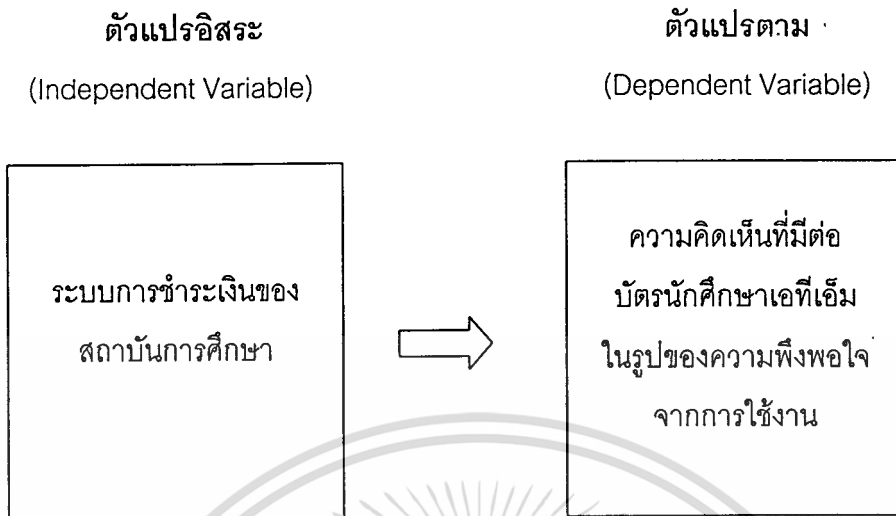 ตัวแปรอิสระ
(Independent Variable)
ตัวแปรตาม
(Dependent Variable)
ระบบการชำระเงินของ
สถาบันการศึกษา
ความคิดเห็นที่มีต่อ
บัตรนักศึกษาเอทีเอ็ม
ในรูปของความพึงพอใจ
จากการใช้งาน